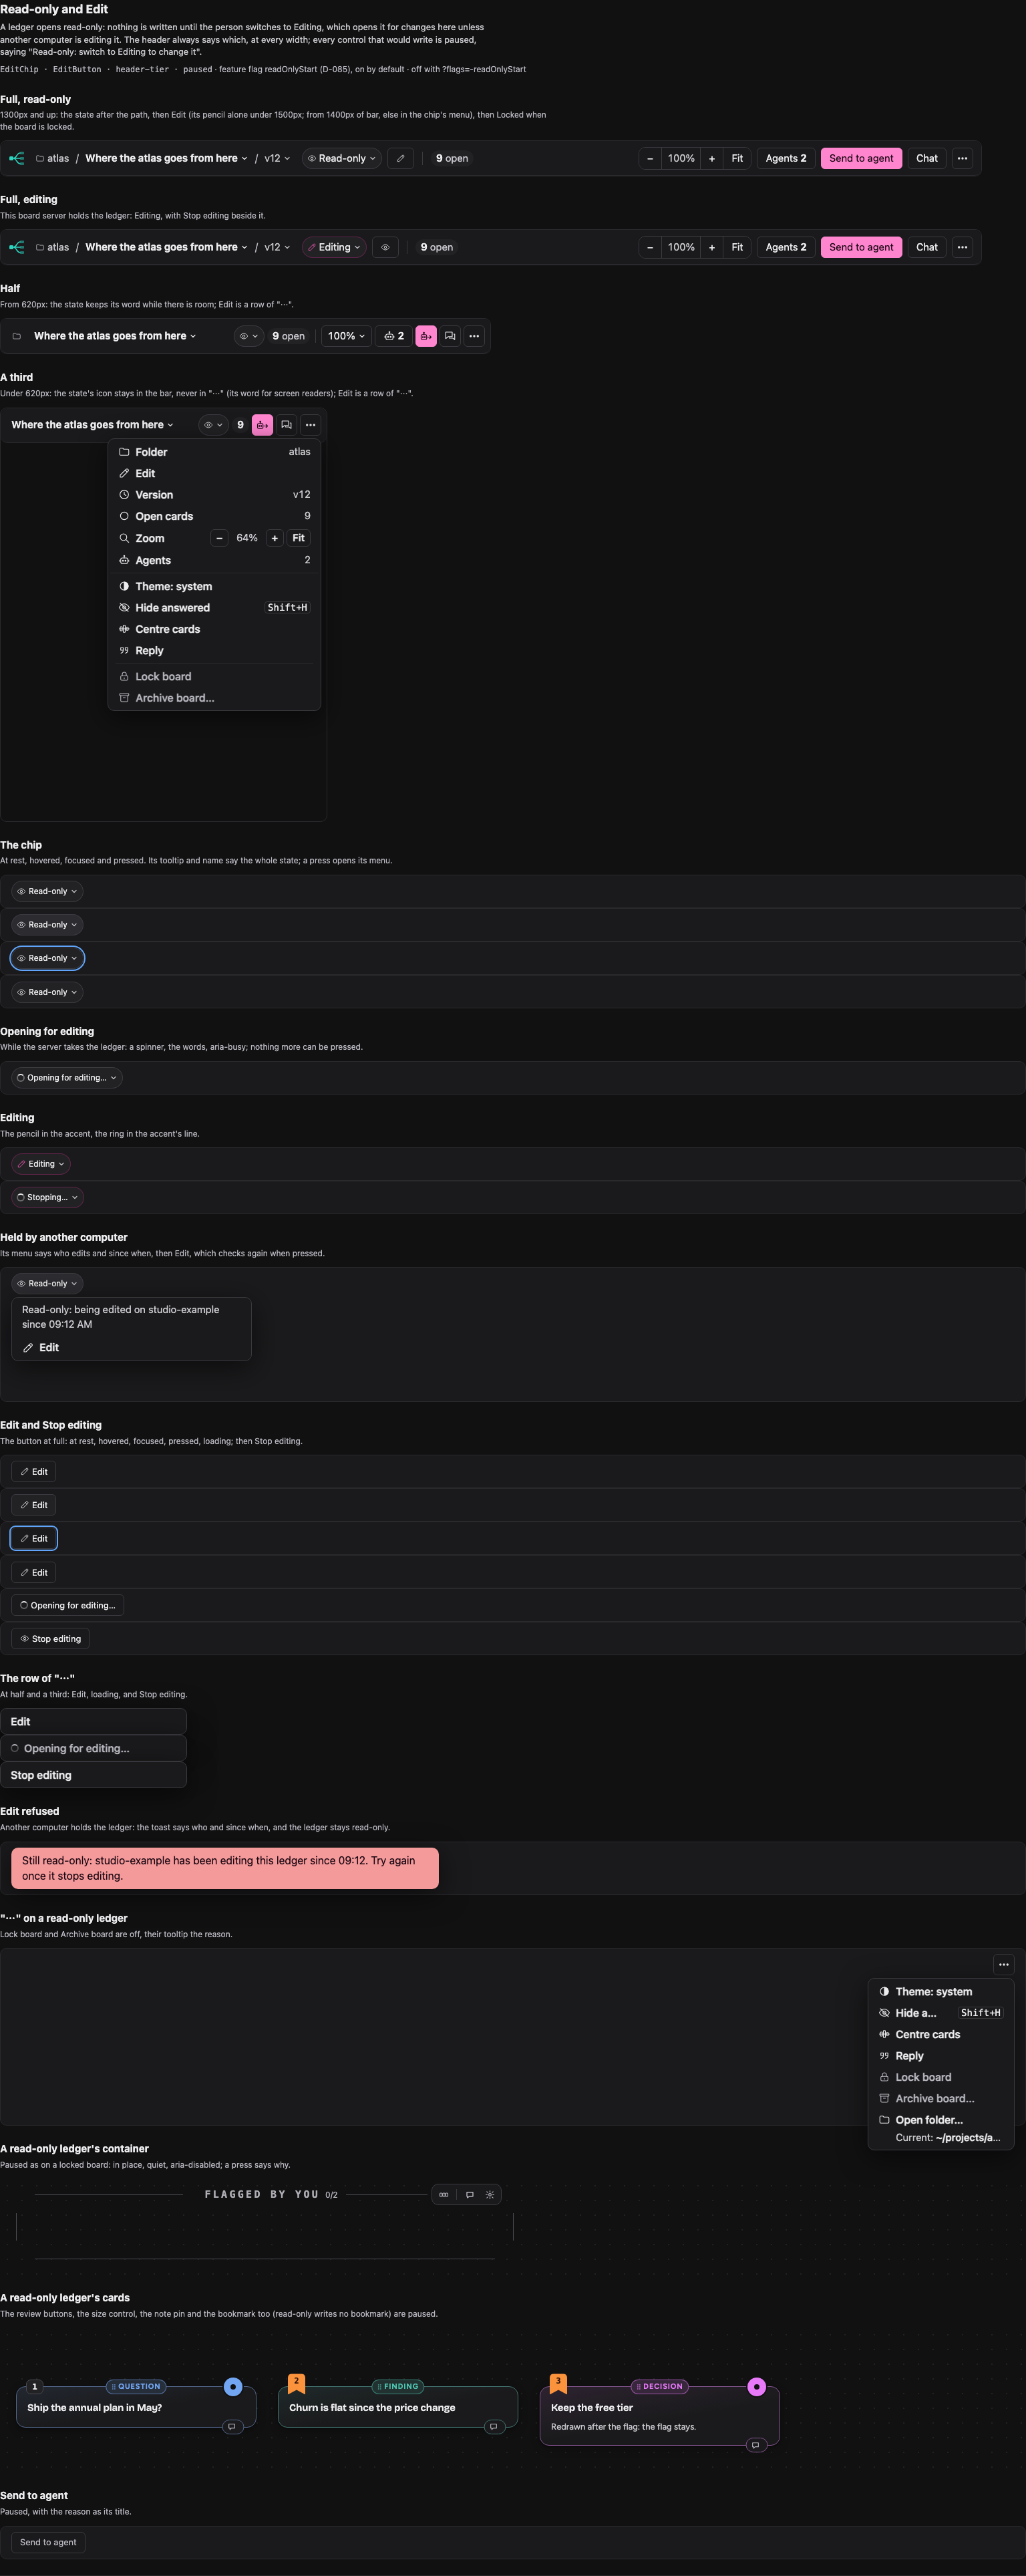 Read-only and Edit
A ledger opens read-only: nothing is written until the person switches to Editing, which opens it for changes here unless
another computer is editing it. The header always says which, at every width; every control that would write is paused,
saying "Read-only: switch to Editing to change it".
EditChip · EditButton · header-tier · paused · feature flag readOnlyStart (D-085), on by default · off with ?flags=-readOnlyStart
Full, read-only
1300px and up: the state after the path, then Edit (its pencil alone under 1500px; from 1400px of bar, else in the chip's menu), then Locked when
the board is locked.
atlas / Where the atlas goes from here / v12 Read-only 9 open − 100% + Fit Agents 2 Send to agent Chat
Full, editing
This board server holds the ledger: Editing, with Stop editing beside it.
atlas / Where the atlas goes from here / v12 Editing 9 open − 100% + Fit Agents 2 Send to agent Chat
Half
From 620px: the state keeps its word while there is room; Edit is a row of "···".
Where the atlas goes from here 9 open 100% 2
A third
Under 620px: the state's icon stays in the bar, never in "···" (its word for screen readers); Edit is a row of "···".
Where the atlas goes from here 9
Folder atlas
Edit
Version v12
Open cards 9
Zoom − 64% + Fit
Agents 2
Theme: system
Hide answered Shift+H
Centre cards
Reply
Lock board
Archive board...
The chip
At rest, hovered, focused and pressed. Its tooltip and name say the whole state; a press opens its menu.
Read-only
Read-only
Read-only
Read-only
Opening for editing
While the server takes the ledger: a spinner, the words, aria-busy; nothing more can be pressed.
Opening for editing...
Editing
The pencil in the accent, the ring in the accent's line.
Editing
Stopping...
Held by another computer
Its menu says who edits and since when, then Edit, which checks again when pressed.
Read-only
Read-only: being edited on studio-example
since 09:12 AM
Edit
Edit and Stop editing
The button at full: at rest, hovered, focused, pressed, loading; then Stop editing.
Edit
Edit
Edit
Edit
Opening for editing...
Stop editing
The row of "···"
At half and a third: Edit, loading, and Stop editing.
Edit
Opening for editing...
Stop editing
Edit refused
Another computer holds the ledger: the toast says who and since when, and the ledger stays read-only.
Still read-only: studio-example has been editing this ledger since 09:12. Try again
once it stops editing.
"···" on a read-only ledger
Lock board and Archive board are off, their tooltip the reason.
Theme: system
Hide a... Shift+H
Centre cards
Reply
Lock board
Archive board...
Open folder...
Current: ~/projects/a...
A read-only ledger's container
Paused as on a locked board: in place, quiet, aria-disabled; a press says why.
FLAGGED BY YOU 0/2
A read-only ledger's cards
The review buttons, the size control, the note pin and the bookmark too (read-only writes no bookmark) are paused.
1 QUESTION
Ship the annual plan in May?
2 FINDING
Churn is flat since the price change
3 DECISION
Keep the free tier
Redrawn after the flag: the flag stays.
Send to agent
Paused, with the reason as its title.
Send to agent